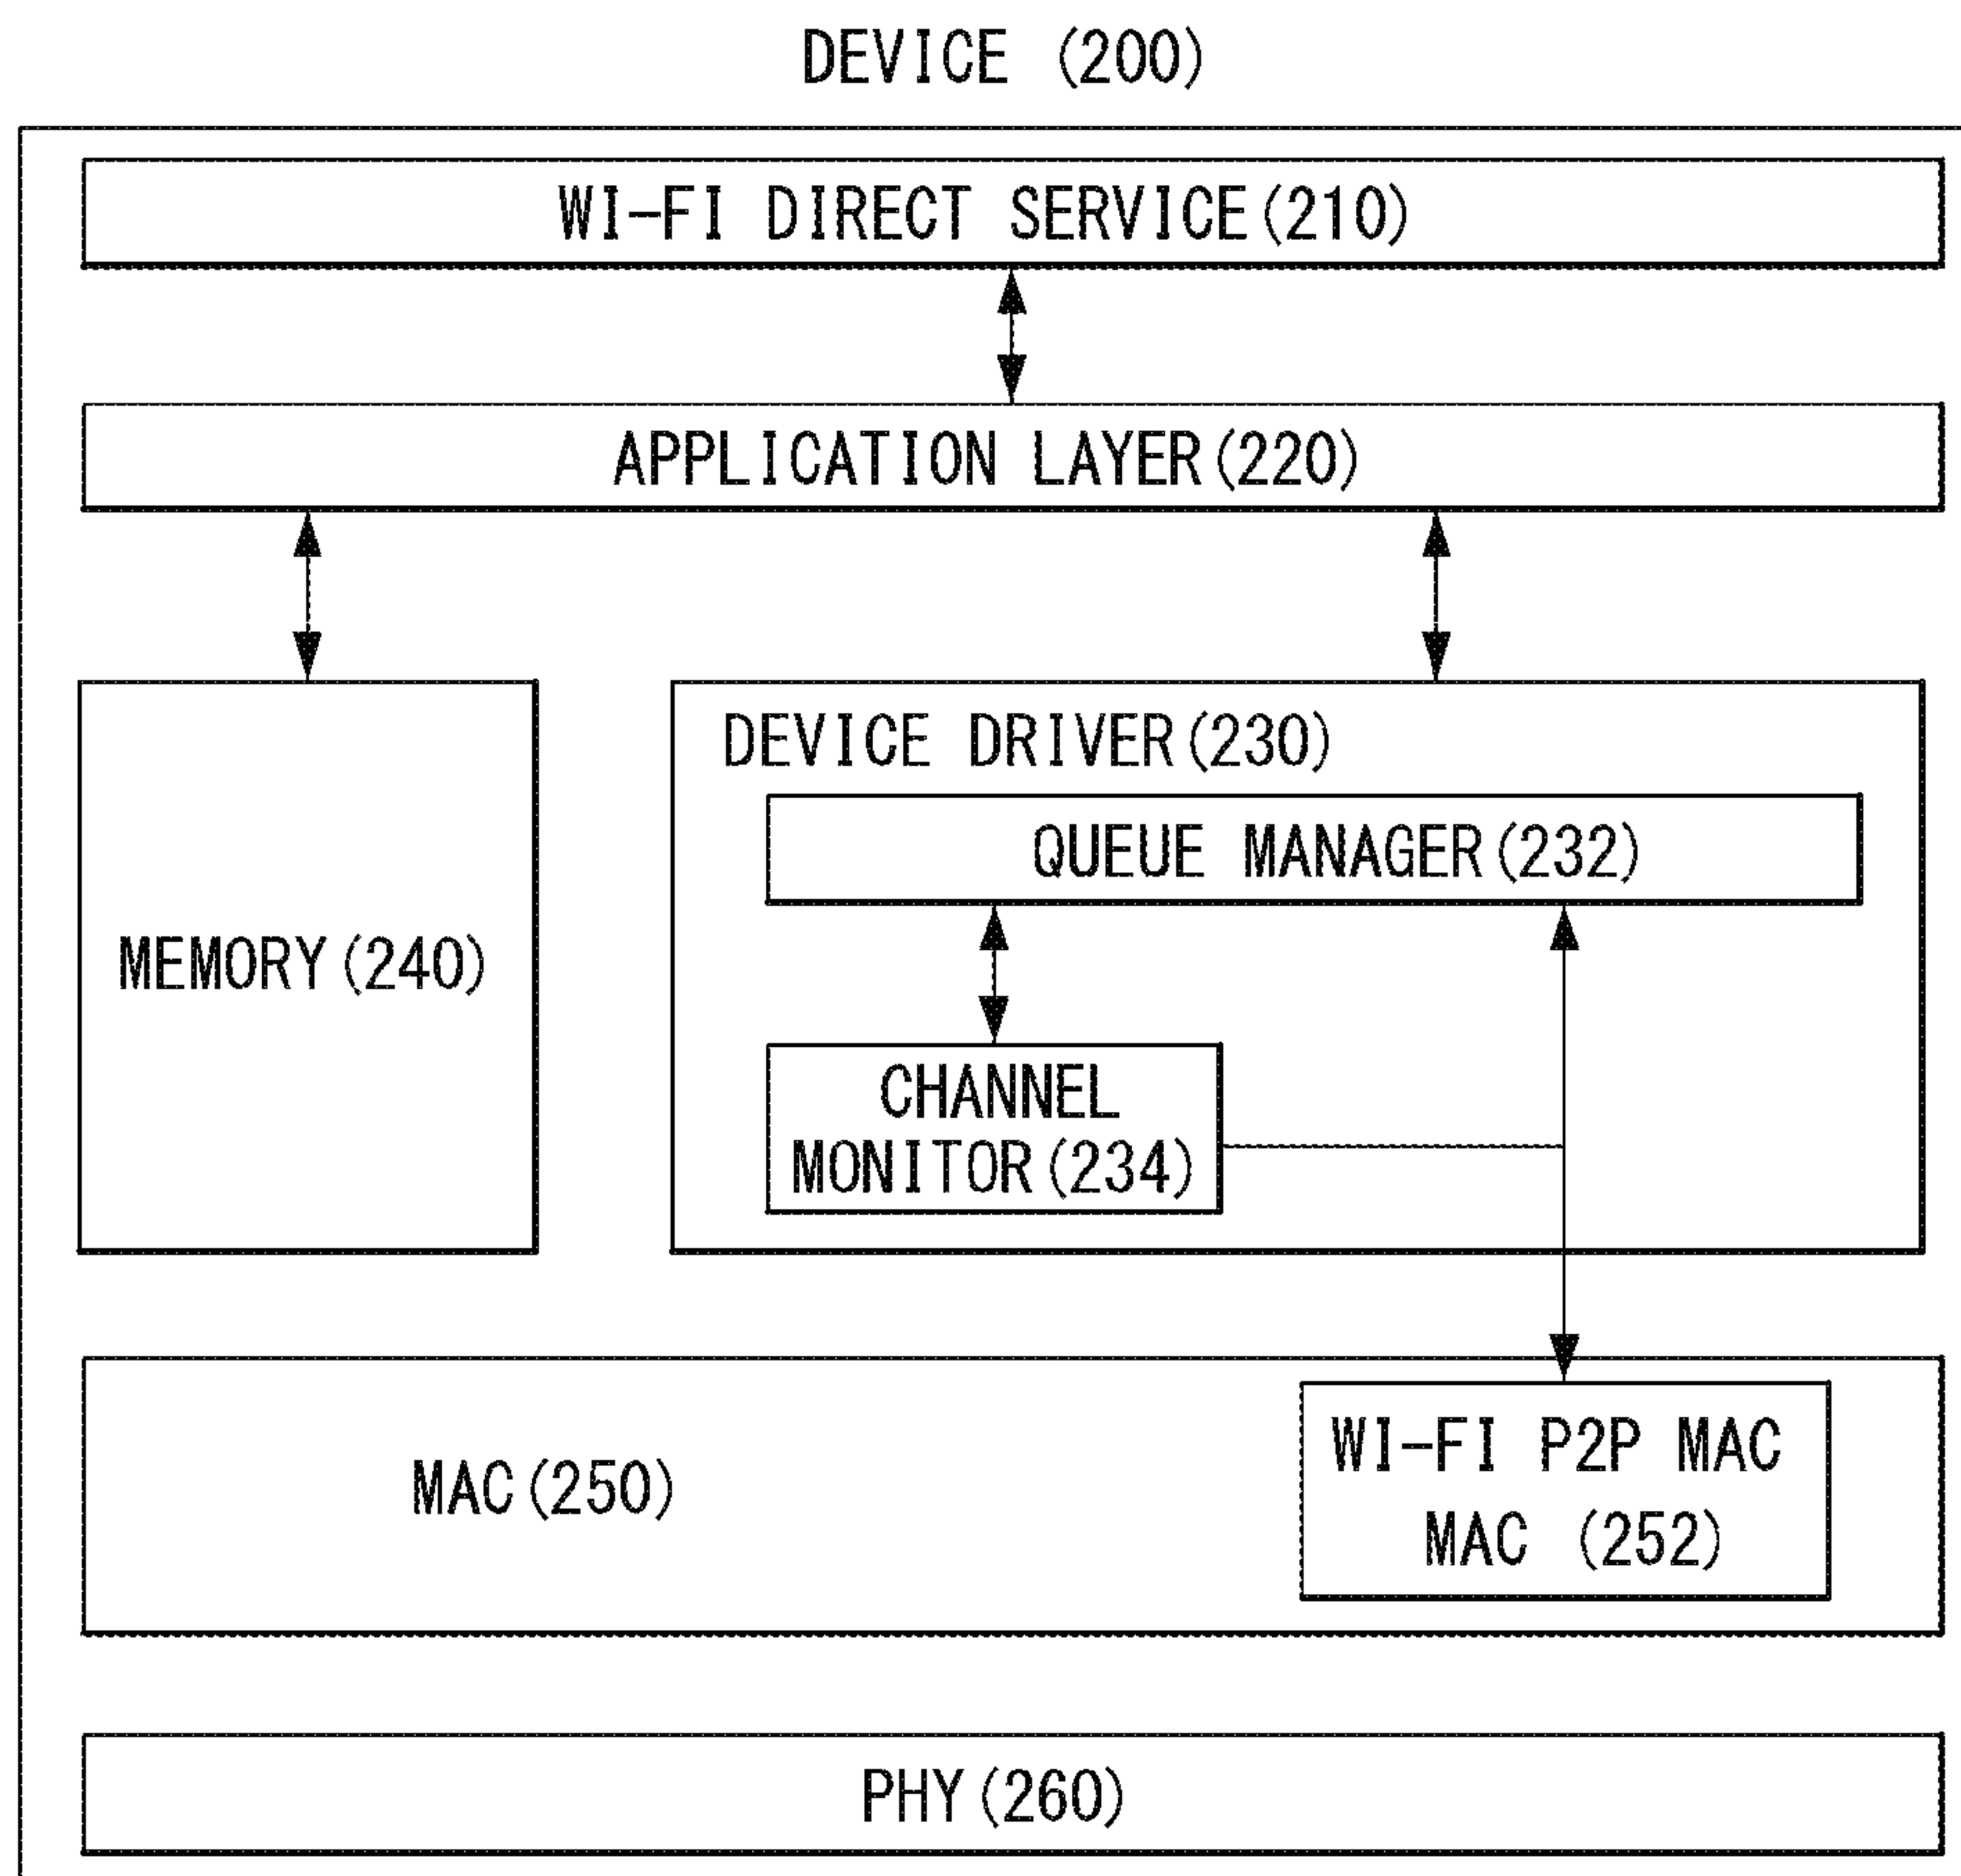 DEVICE (200)
WI-FI DIRECT SERVICE(210)
APPLICATION LAYER(220)
DEVICE DRIVER(230)
QUEUE MANAGER(232)
MEMORY(240)
CHANNEL
MONITOR(234)
WI-FI P2P MAC
MAC (252)
MAC(250)
PHY(260)